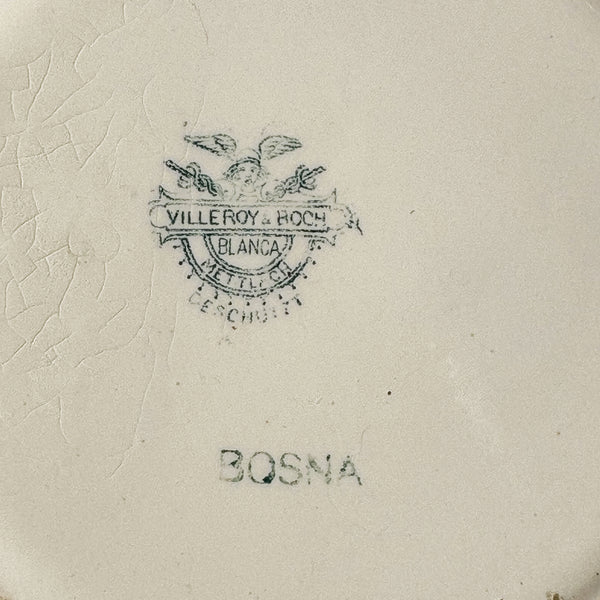 VILLEROY & BOCH
BLANCA
METTLACH
GESCHÜTZT
BOSNA